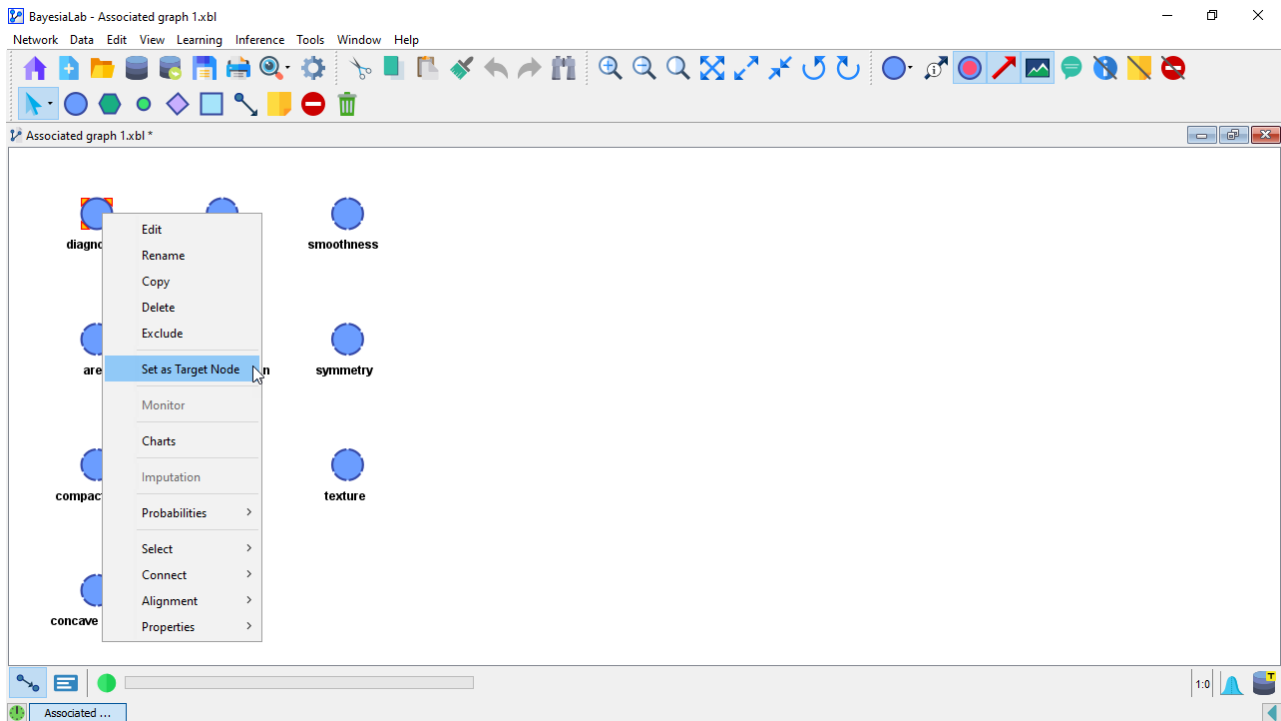 BayesiaLab - Associated graph 1.xbl
Network Data Edit View Learning Inference Tools Window Help
Associated graph 1.xbl *
smoothness
Edit
Rename
Copy
Delete
Exclude
Set as Target Node
symmetry
Monitor
Charts
Imputation
texture
Probabilities
Select
Connect
Alignment
concave
Properties
1:0
T
Associated ...